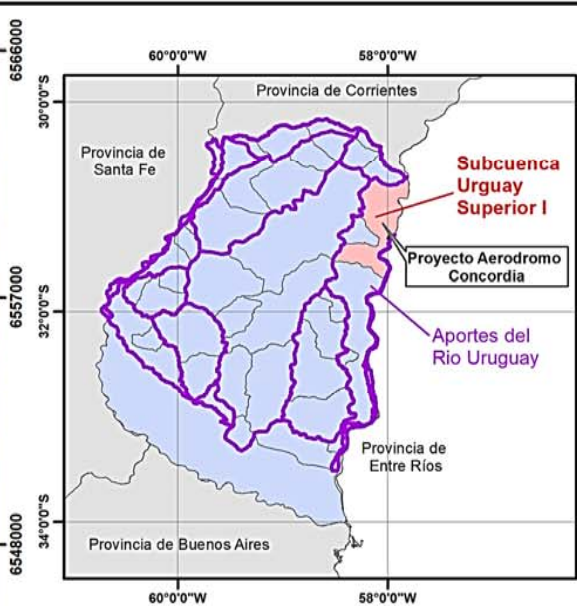 60°0'0"W
58°0'0"W
6566000
30°0'0"S
Provincia de Corrientes
Provincia de
Santa Fe
Subcuenca
Urguay
Superior I
Proyecto Aerodromo
Concordia
6557000
32°0'0"S
Aportes del
Rio Uruguay
Provincia de
Entre Ríos
6548000
34°0'0"S
Provincia de Buenos Aires
60°0'0"W
58°0'0"W